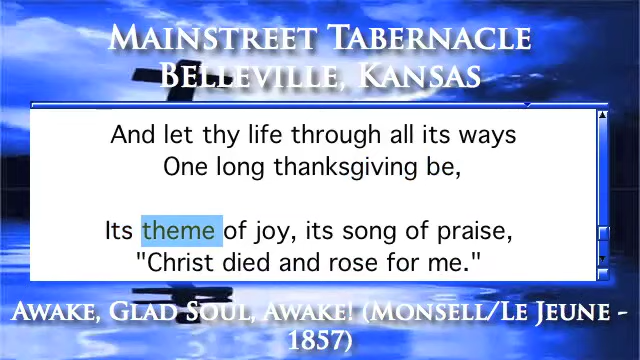 Mainstreet Tabernacle
Belleville, Kansas
And let thy life through all its ways
One long thanksgiving be,
Its theme of joy, its song of praise,
"Christ died and rose for me."
Awake, Glad Soul, Awake! (Monsell/Le Jeune -
1857)